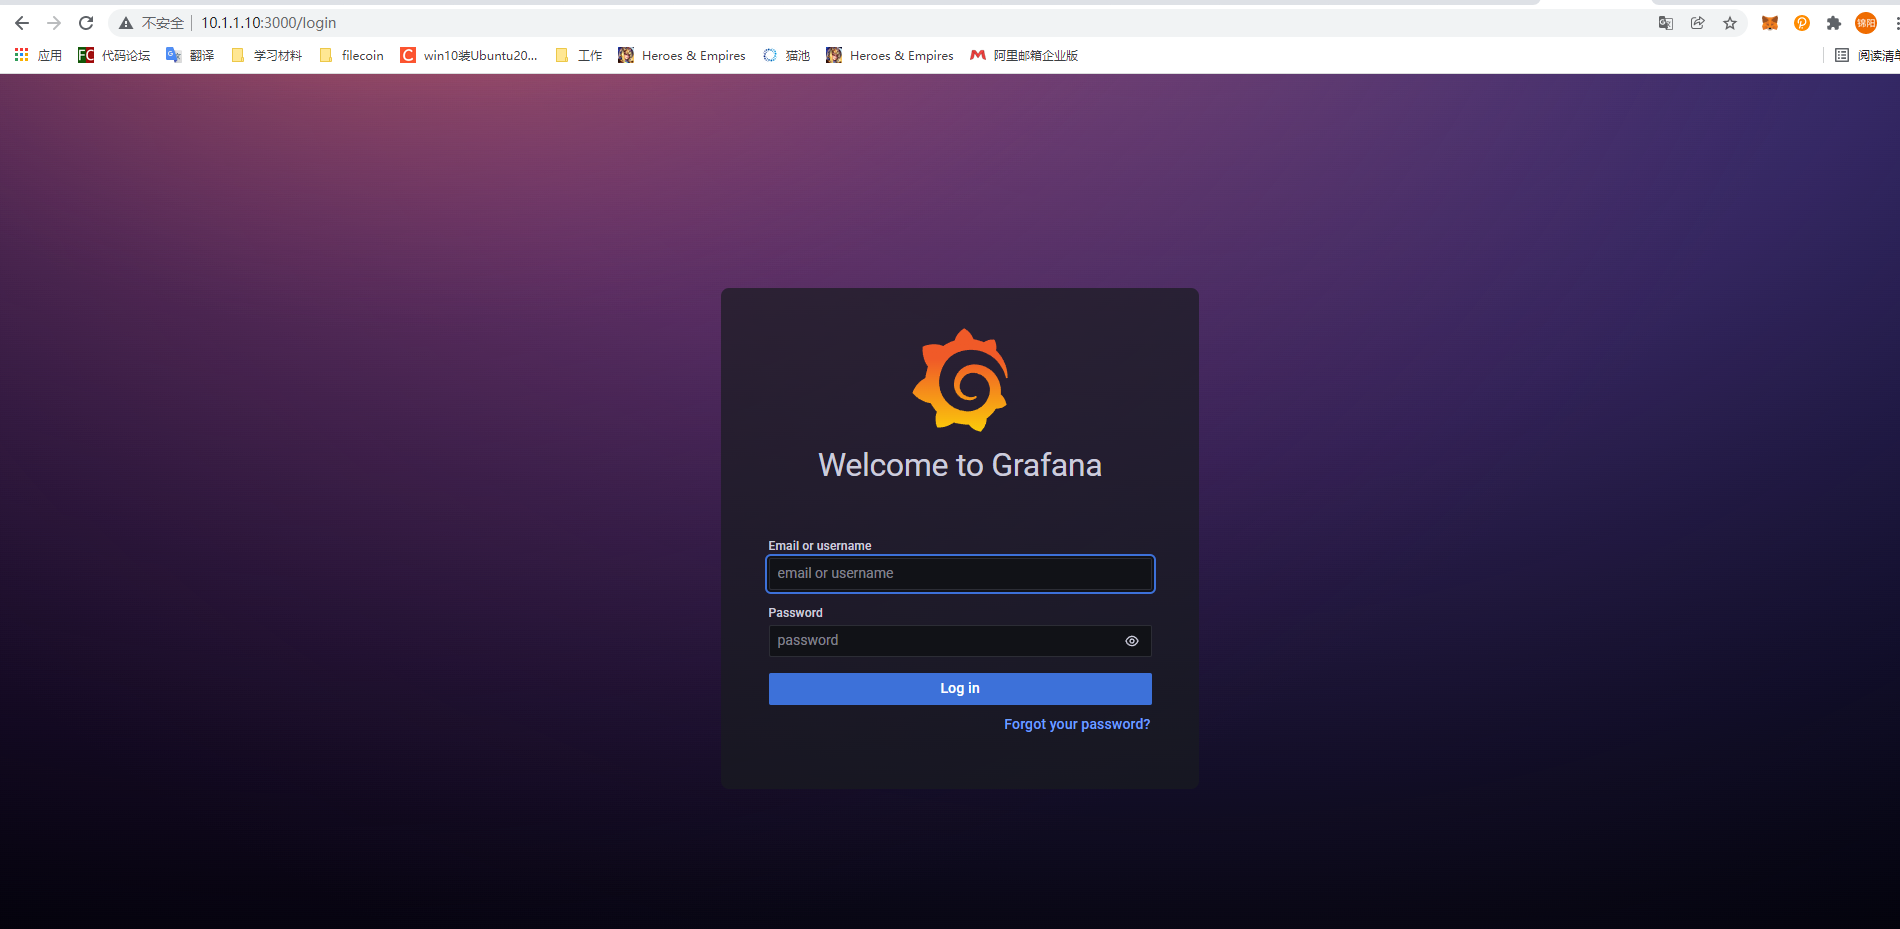 不安全 10.1.1.10:3000/login 锦阳
应用 代码论坛 翻译 学习材料 filecoin win10装Ubuntu20... 工作 Heroes & Empires 猫池 Heroes & Empires 阿里邮箱企业版 阅读清单
Welcome to Grafana
Email or username
email or username
Password
password
Log in
Forgot your password?